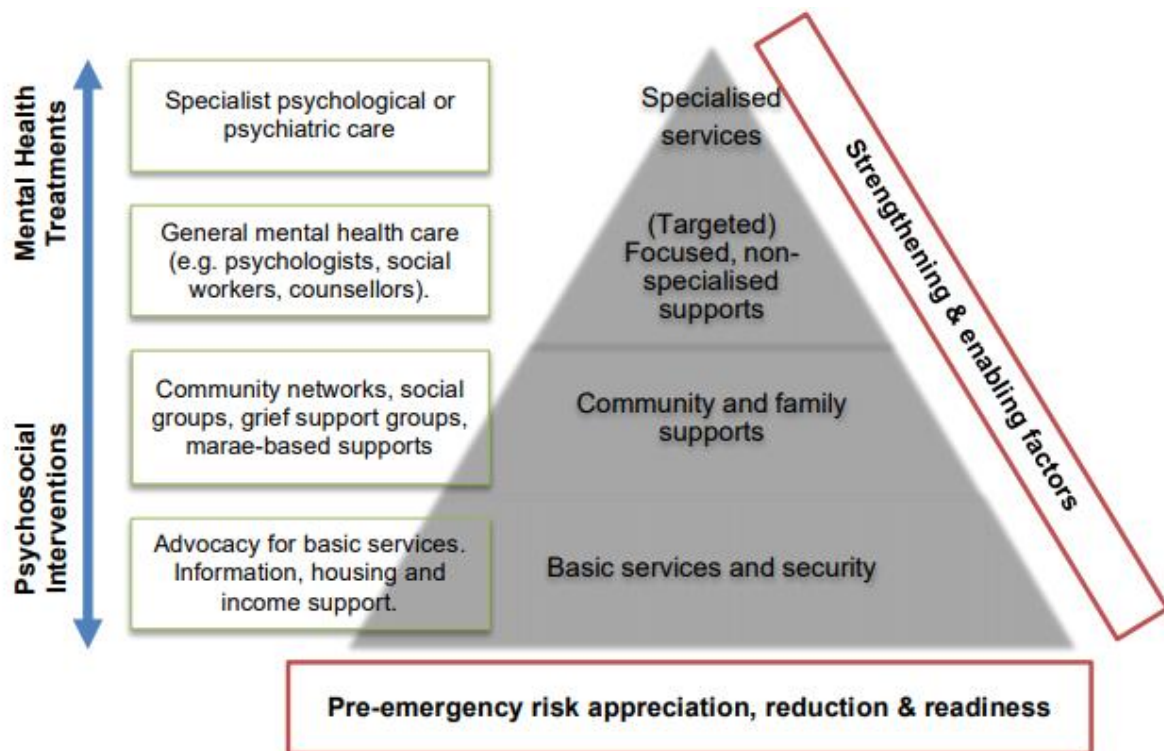 Mental Health
Treatments
Psychosocial
Interventions
Specialist psychological or
psychiatric care
General mental health care
(e.g. psychologists, social
workers, counsellors).
Community networks, social
groups, grief support groups,
marae-based supports
Advocacy for basic services.
Information, housing and
income support.
Specialised
services
(Targeted)
Focused, non-
specialised
supports
Community and family
supports
Basic services and security
Strengthening & enabling factors
Pre-emergency risk appreciation, reduction & readiness